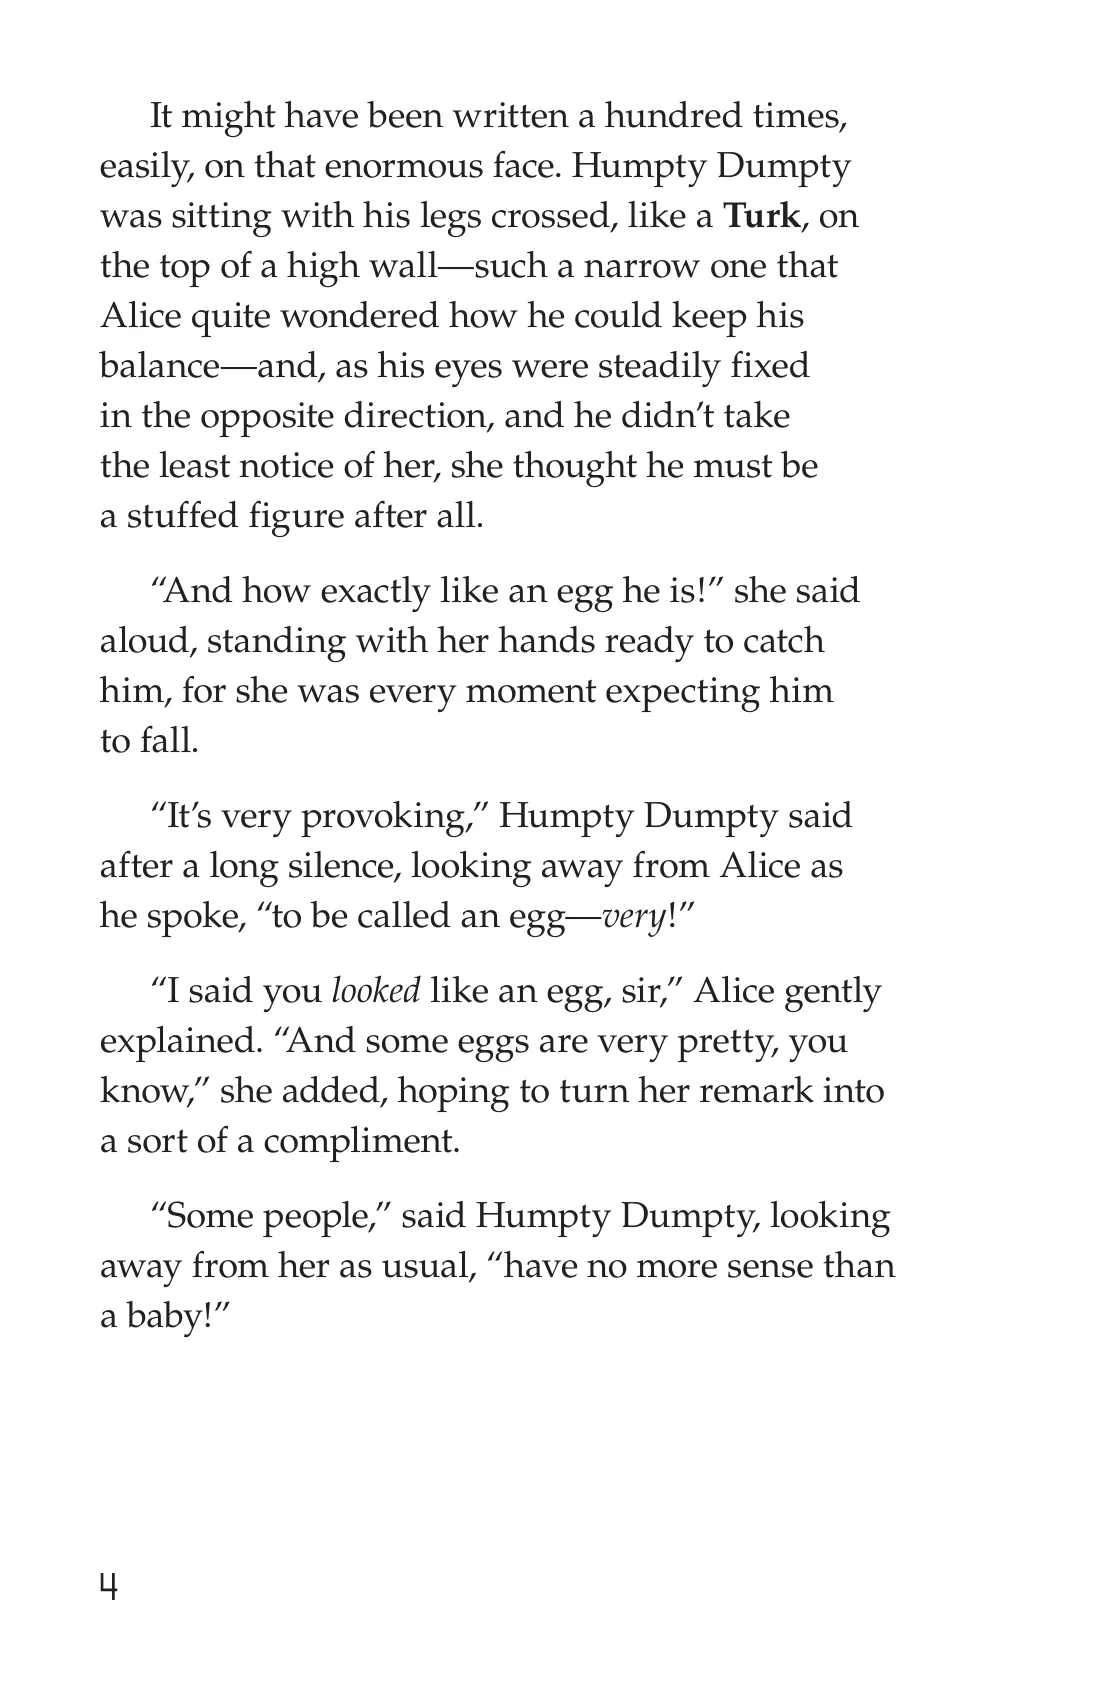 It might have been written a hundred times,
easily, on that enormous face. Humpty Dumpty
was sitting with his legs crossed, like a Turk, on
the top of a high wall—such a narrow one that
Alice quite wondered how he could keep his
balance—and, as his eyes were steadily fixed
in the opposite direction, and he didn’t take
the least notice of her, she thought he must be
a stuffed figure after all.
“And how exactly like an egg he is!” she said
aloud, standing with her hands ready to catch
him, for she was every moment expecting him
to fall.
“It’s very provoking,” Humpty Dumpty said
after a long silence, looking away from Alice as
he spoke, “to be called an egg—very!”
“I said you looked like an egg, sir,” Alice gently
explained. “And some eggs are very pretty, you
know,” she added, hoping to turn her remark into
a sort of a compliment.
“Some people,” said Humpty Dumpty, looking
away from her as usual, “have no more sense than
a baby!”
4